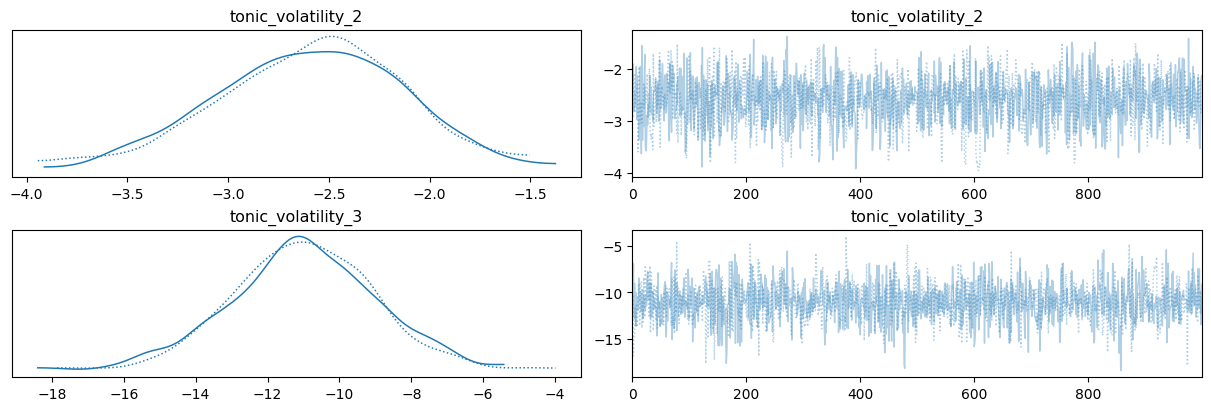 tonic_volatility_2
−4.0 −3.5 −3.0 −2.5 −2.0 −1.5
tonic_volatility_2
−2
−3
−4
0 200 400 600 800
tonic_volatility_3
−18 −16 −14 −12 −10 −8 −6 −4
tonic_volatility_3
−5
−10
−15
0 200 400 600 800